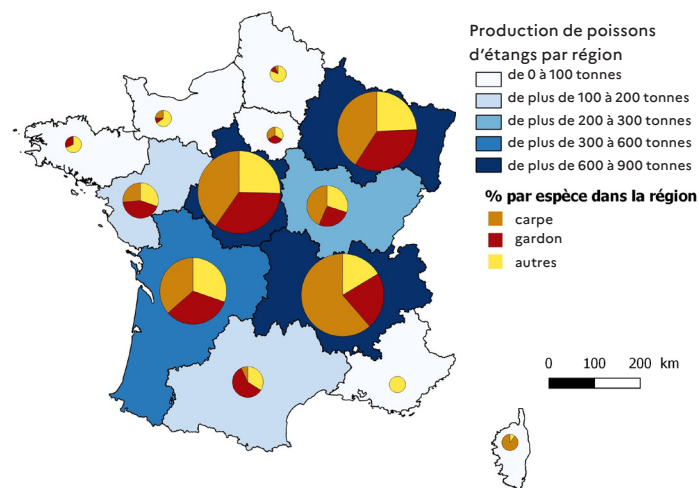 Production de poissons
d'étangs par région
de 0 à 100 tonnes
de plus de 100 à 200 tonnes
de plus de 200 à 300 tonnes
de plus de 300 à 600 tonnes
de plus de 600 à 900 tonnes
% par espèce dans la région
carpe
gardon
autres
0 100 200 km